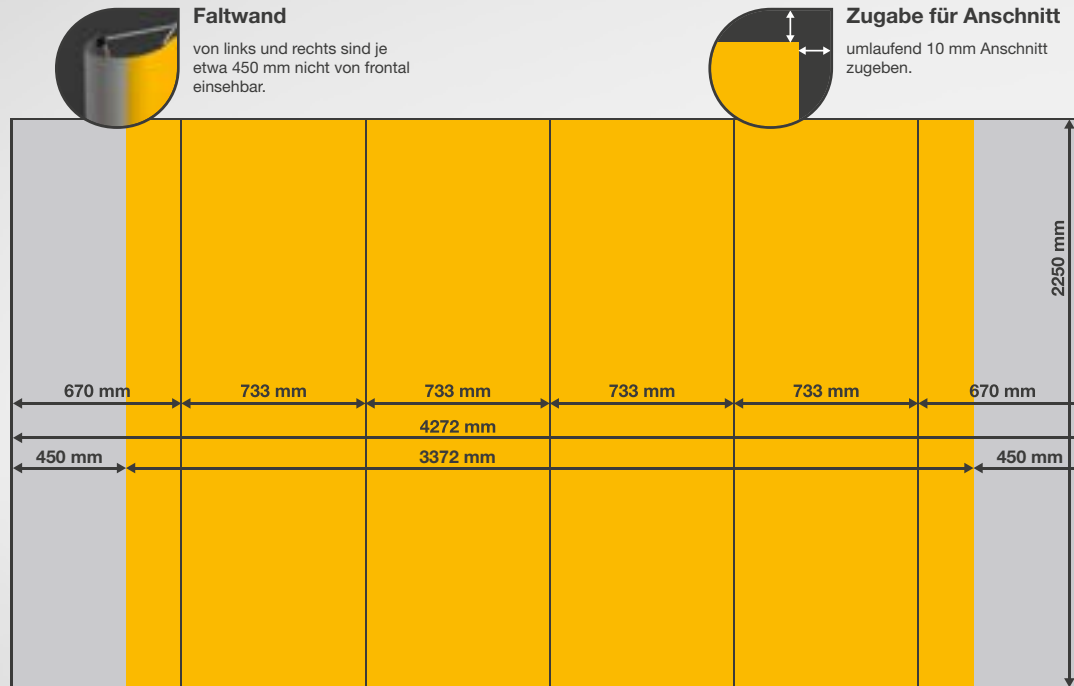 Faltwand
von links und rechts sind je
etwa 450 mm nicht von frontal
einsehbar.
Zugabe für Anschnitt
umlaufend 10 mm Anschnitt
zugeben.
2250 mm
670 mm 733 mm 733 mm 733 mm 733 mm 670 mm
4272 mm
450 mm 3372 mm 450 mm